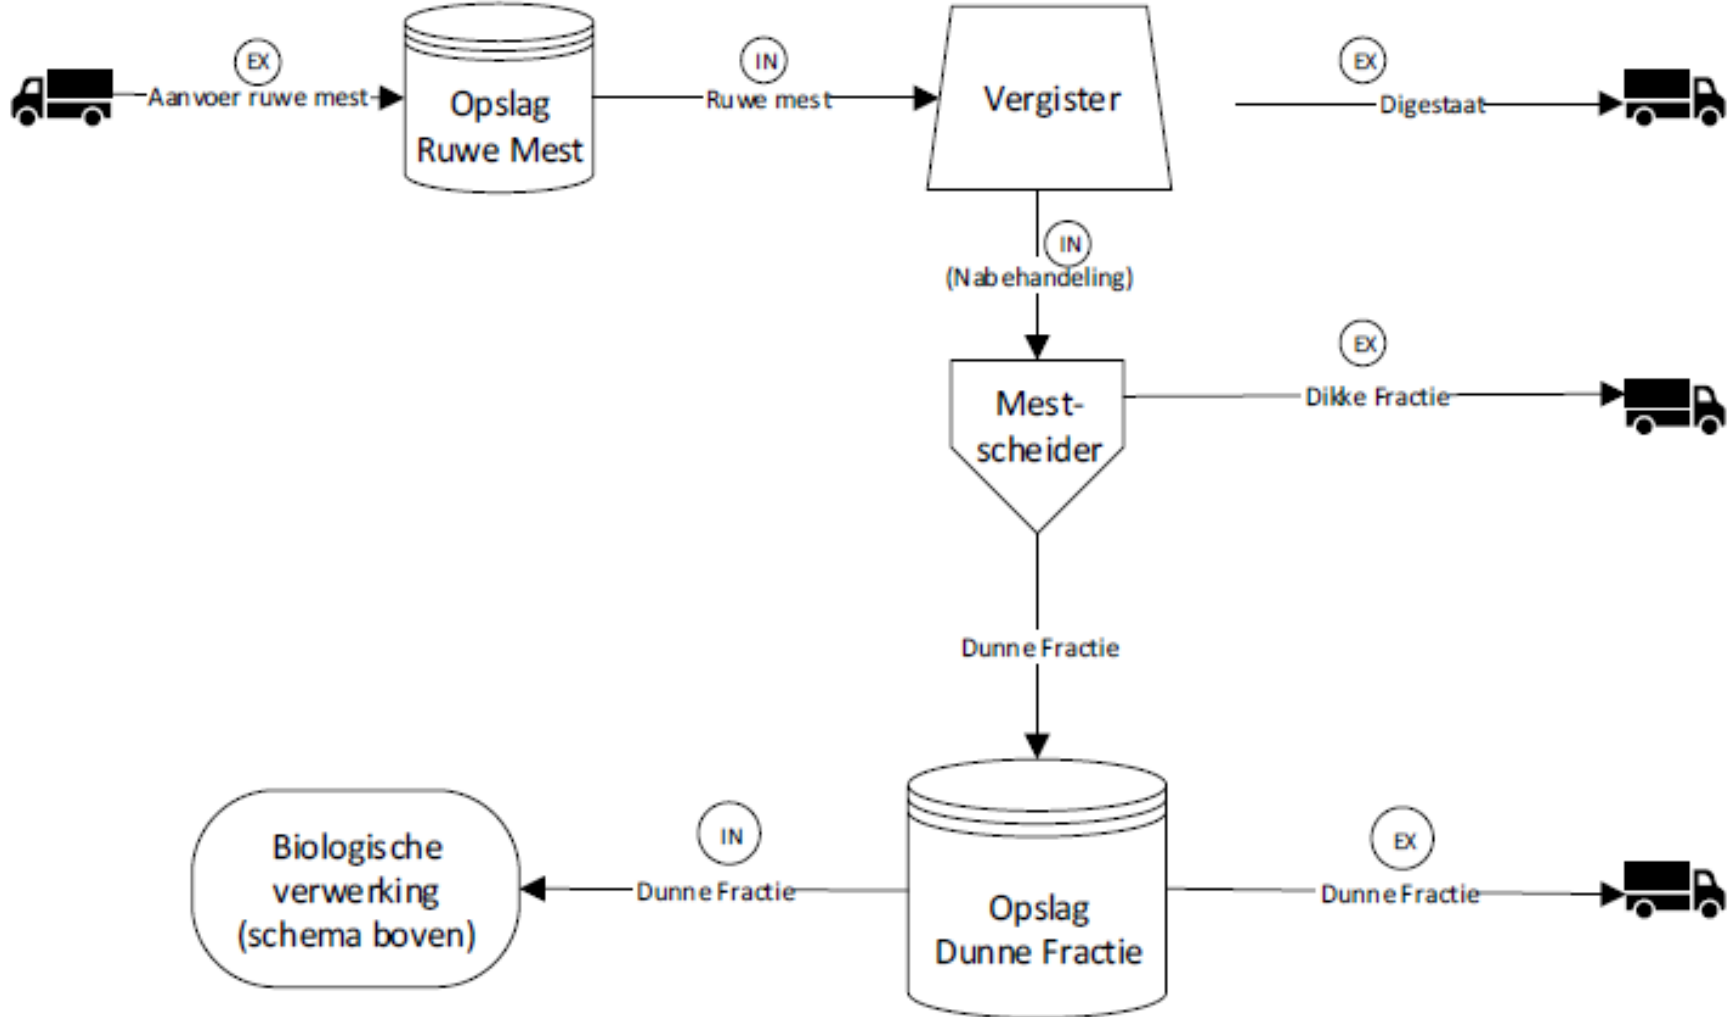 EX
IN
EX
Aanvoer ruwe mest
Opslag
Ruwe Mest
Ruwe mest
Vergister
Digestaat
IN
(Nabehandeling)
EX
Mest-
scheider
Dikke Fractie
Dunne Fractie
IN
EX
Biologische
verwerking
(schema boven)
Dunne Fractie
Opslag
Dunne Fractie
Dunne Fractie